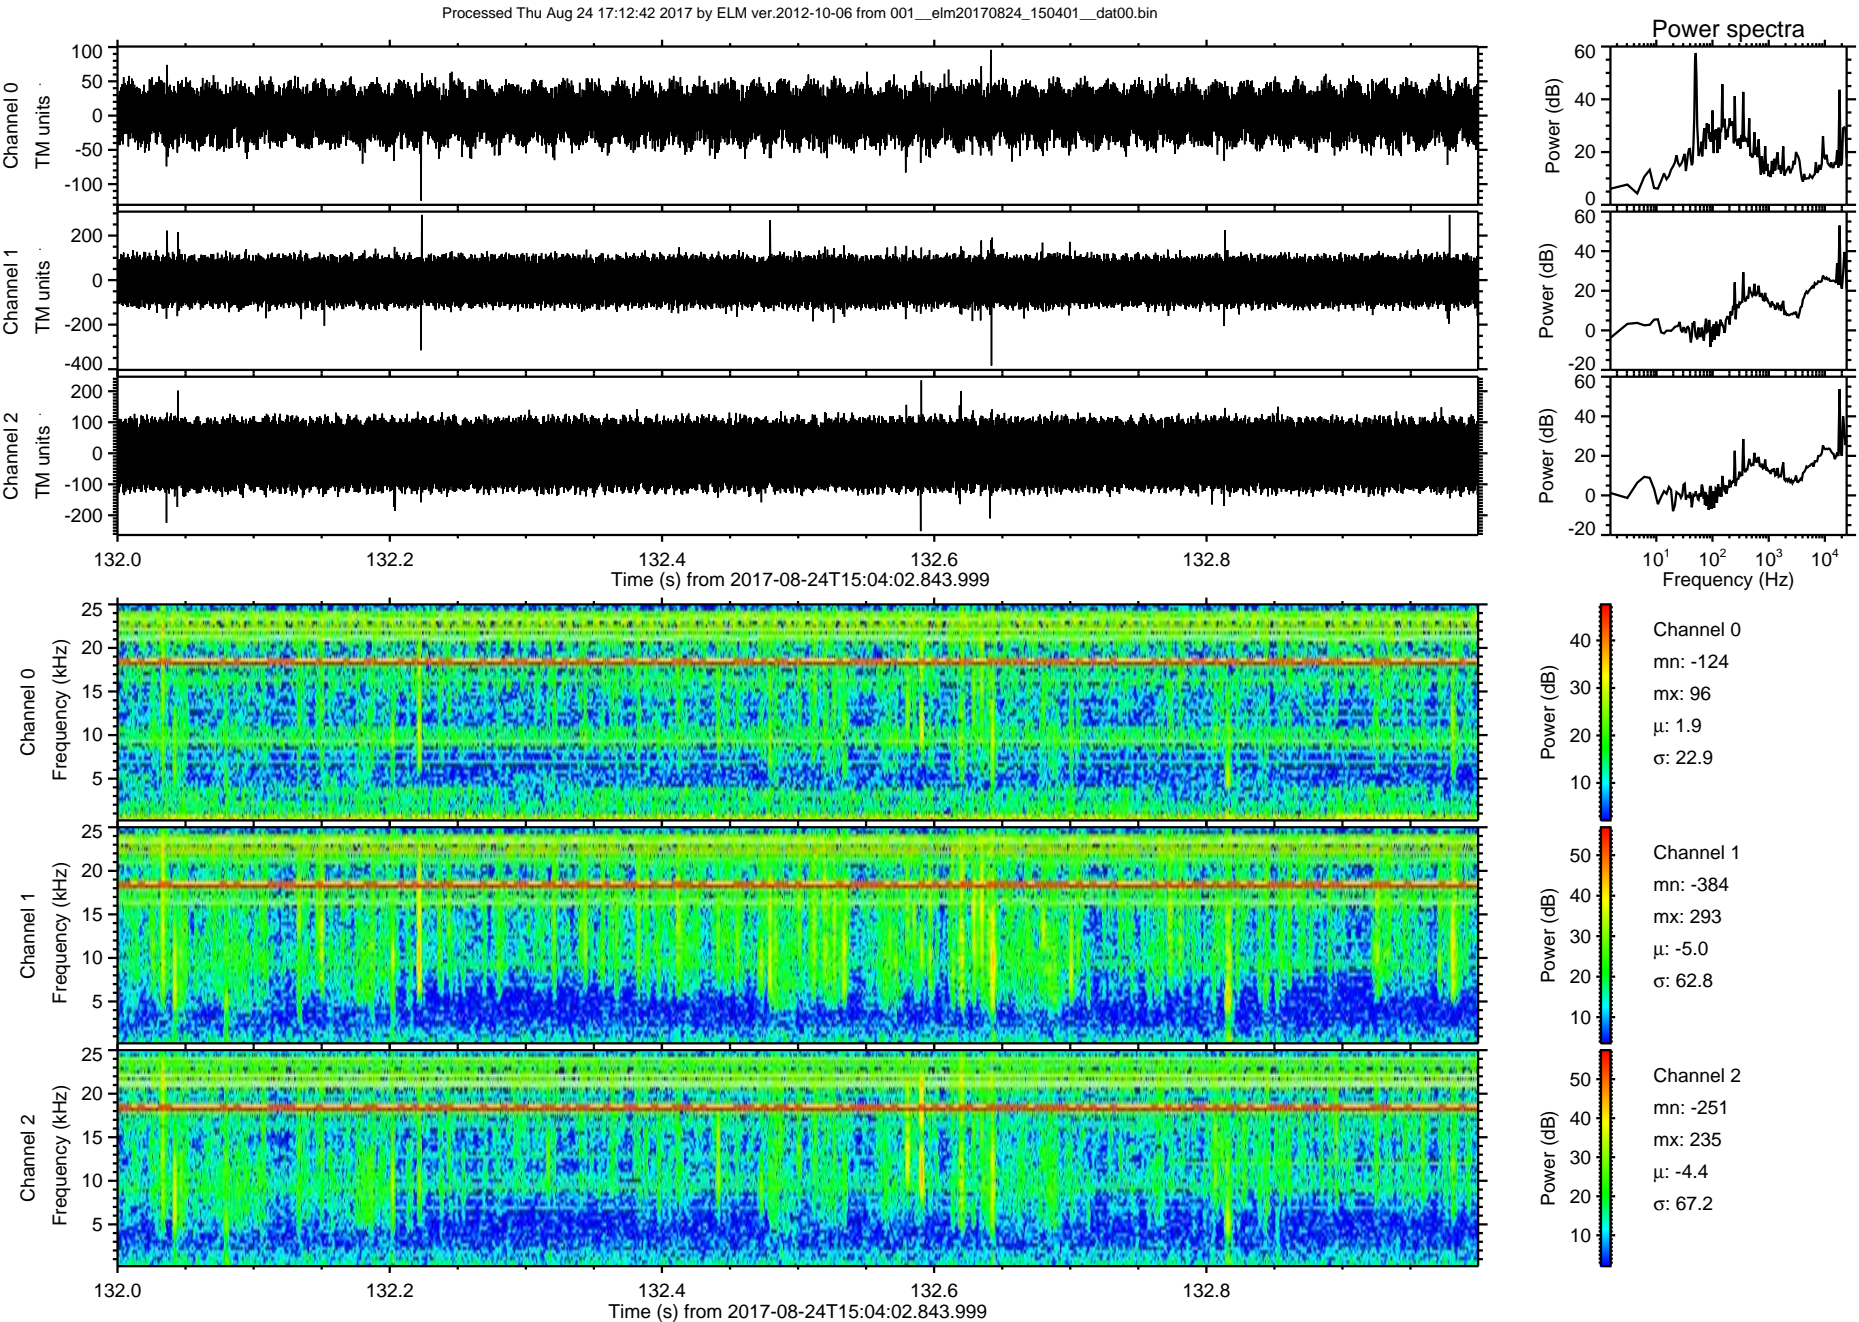 Processed Thu Aug 24 17:12:42 2017 by ELM ver.2012-10-06 from 001__elm20170824_150401__dat00.bin
Power spectra
Channel 0
TM units
100
50
0
-50
-100
Power (dB)
60
40
20
0
Channel 1
TM units
200
0
-200
-400
Power (dB)
60
40
20
0
-20
Channel 2
TM units
200
100
0
-100
-200
Power (dB)
60
40
20
0
-20
132.0 132.2 132.4 132.6 132.8
Time (s) from 2017-08-24T15:04:02.843.999
10¹ 10² 10³ 10⁴
Frequency (Hz)
Channel 0
Frequency (kHz)
25
20
15
10
5
Power (dB)
40
30
20
10
Channel 0
mn: -124
mx: 96
μ: 1.9
σ: 22.9
Channel 1
Frequency (kHz)
25
20
15
10
5
Power (dB)
50
40
30
20
10
Channel 1
mn: -384
mx: 293
μ: -5.0
σ: 62.8
Channel 2
Frequency (kHz)
25
20
15
10
5
Power (dB)
50
40
30
20
10
Channel 2
mn: -251
mx: 235
μ: -4.4
σ: 67.2
132.0 132.2 132.4 132.6 132.8
Time (s) from 2017-08-24T15:04:02.843.999